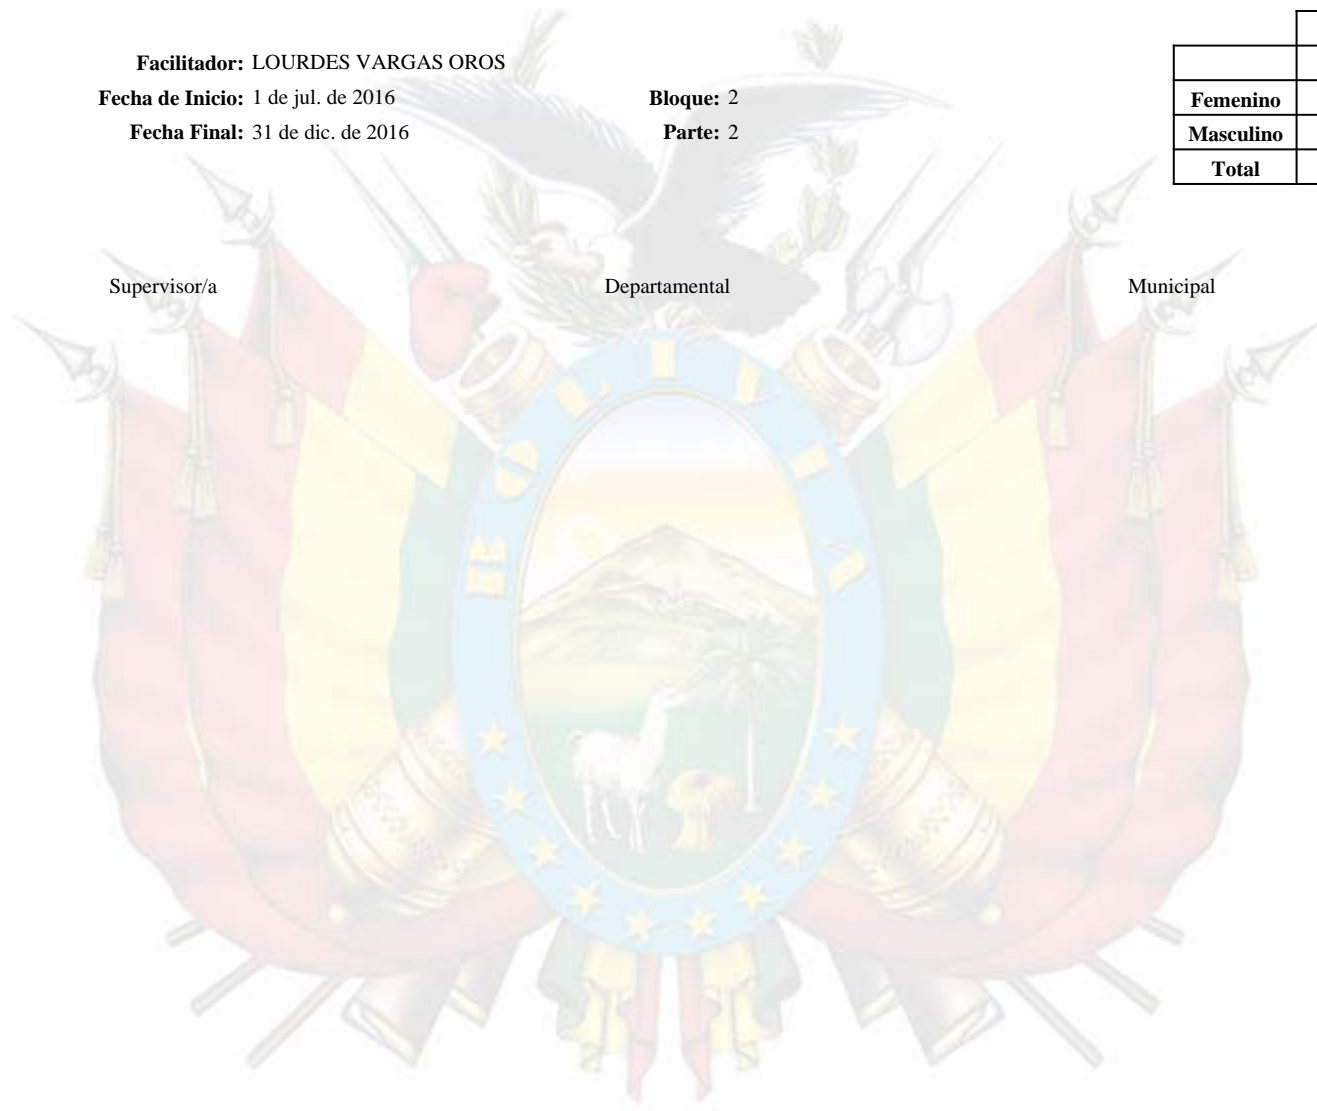 Facilitador: LOURDES VARGAS OROS
Fecha de Inicio: 1 de jul. de 2016 Bloque: 2
Fecha Final: 31 de dic. de 2016 Parte: 2
Femenino
Masculino
Total
Supervisor/a Departamental Municipal
BOLIVIA